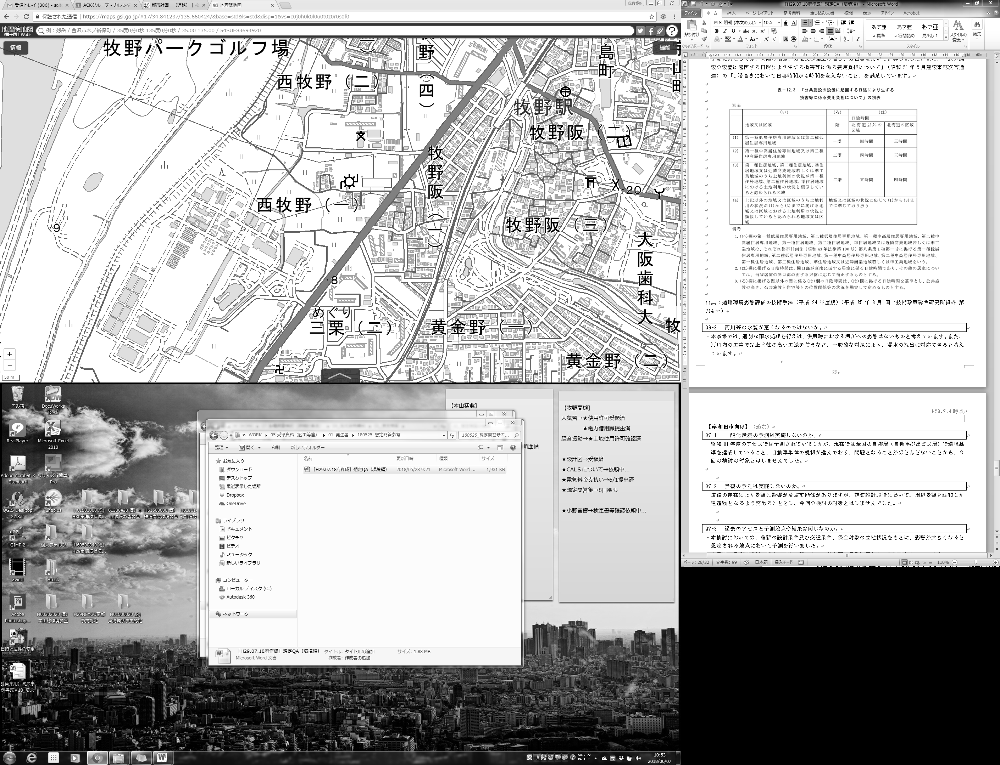 受信トレイ (386) - sait
ACKグループ - カレンダ
都市計画 （道路）｜枚
地理院地図
R.Saito
保護された通信
https://maps.gsi.go.jp/#17/34.841237/135.660424/&base=std&ls=std&disp=1&vs=c0j0h0k0l0u0t0z0r0s0f0
地理院地図
(電子国土Web)
例：剱岳 / 金沢市木ノ新保町 / 35度0分0秒 135度0分0秒 / 35.00 135.00 / 54SUE83694920
情報
機能
牧野パークゴルフ場
西牧野（二）
野（四）
島町
牧野駅
牧野阪（二）
牧野阪（一）
20
西牧野（一）
牧野阪（三）
9
大阪歯科大
8
めぐり
三栗（二）
黄金野（一）
牧
黄金野（二）
50 m
ごみ箱
DocuWorks Desk
RealPlayer
Microsoft Excel 2010
Adobe Acrobat X Standard
リサイズ超簡単! Pro
QGIS Desktop 2.18.2
Lhaplus
H61501000 総) H30東海環状環...
61300430 価) 本山環境影響調査
H61500600 価) 鉄道高架環境調査
GIMP 2
個人フォルダ
H60500840 総) H29東海環状環...
aviutl
Stock
Adobe Photoshop...
H60302020 価) 本山線環境調査
H29NEXCO京都事業認定
H61500020 総) 東海環状事業認定
日時と属性の変更
計画系用）ミス事例書式Ｖ10_環...
【本山猛禽】
明準備
【牧野高槻】
大気質→★使用許可受領済
★電力借用願提出済
騒音振動→★土地使用許可確認済
★設計図→受領済
★CALSについて→依頼中...
★電気料金支払い→6/1提出済
★想定問答集→8日期限
★小野音響→検定書等確認依頼中...
« WORK ▸ 05 受領資料（図面等含） ▸ 01_発注者 ▸ 180525_想定問答参考
180525_想定問答参考...
整理 ▼
開く ▼
印刷
新しいフォルダー
名前
更新日時
種類
サイズ
［H29.07.18府作成］想定QA（環境編）
2018/05/28 9:21
Microsoft Word ...
1,931 KB
お気に入り
ダウンロード
デスクトップ
最近表示した場所
Dropbox
OneDrive
ライブラリ
ドキュメント
ピクチャ
ビデオ
ミュージック
新しいライブラリ
コンピューター
ローカル ディスク (C:)
Autodesk 360
ネットワーク
［H29.07.18府作成］想定QA（環境編）
タイトル: タイトルの追加
サイズ: 1.88 MB
Microsoft Word 文書
作成者: 作成者の追加
A 般
CAPS
KANA
10:53
2018/06/07
［H29.07.18府作成］想定QA（環境編） - Microsoft Word
ファイル
ホーム
挿入
ページ レイアウト
参考資料
差し込み文書
校閲
表示
アドイン
Acrobat
貼り付け
ＭＳ 明朝 (本文のフォン
10.5
あア亜
あア亜
あア亜
標準
行間詰め
見出し 1
スタイルの変更
編集
クリップボード
フォント
段落
スタイル
設の設置に起因する日影により生ずる損害等に係る費用負担について」（昭和 51 年 2 月建設事務次官通
達）の「1 階高さにおいて日陰時間が 4 時間を超えないこと」を満足しています。
表－12.3 「公共施設の設置に起因する日陰により生ずる
損害等に係る費用負担について」の別表
別表
（い）
（ろ）
（は）
地域又は区域
階
日陰時間
北海道以外の区域
北海道の区域
(1)
第一種低層住居専用地域又は第二種低層住居専用地域
一階
四時間
三時間
(2)
第一種中高層住居専用地域又は第二種中高層住居専用地域
二階
四時間
三時間
(3)
第一種住居地域、第二種住居地域、準住居地域又は近隣商業地域若しくは準工業地域のうち土地利用の状況が第一種住居地域、第二種住居地域、準住居地域における土地利用の状況と類似していると認められる区域
二階
五時間
四時間
(4)
上記以外の地域又は区域のうち土地利用の状況が(1)から(3)までに掲げる地域又は区域における土地利用の状況と類似していると認められる地域又は区域
地域又は区域の状況に応じて(1)から(3)までに準じて取り扱う
備考
1. (い)欄の第一種低層住居専用地域、第二種低層住居専用地域、第一種中高層住居専用地域、第二種中
高層住居専用地域、第一種住居地域、第二種住居地域、準住居地域又は近隣商業地域若しくは準工
業地域は、それぞれ都市計画法（昭和 43 年法律第 100 号）第八条第 1 項第一号に掲げる第一種低層
住居専用地域、第二種低層住居専用地域、第一種中高層住居専用地域、第二種中高層住居専用地域、
第一種住居地域、第二種住居地域、準住居地域又は近隣商業地域若しくは準工業地域をいう。
2. (は)欄に掲げる日陰時間は、開口部が真南に面する居室に係る日陰時間であり、その他の居室につい
ては、当該居室の開口部の面する方位に応じて補正するものとする。
3. (ろ)欄に掲げる階以外の階に係る(は)欄の日陰時間は、(は)欄に掲げる日陰時間を基準とし、公共施
設の高さ、公共施設と住宅等との位置関係等の状況を勘案して定めるものとする。
出典：道路環境影響評価の技術手法（平成 24 年度版）（平成 25 年 3 月 国土技術政策総合研究所資料 第
714 号）
Q6-3 河川等の水質が悪くなるのではないか。
・本事業では、適切な雨水処理を行えば、供用時における河川への影響はないものと考えています。また、
河川内の工事では止水性の高い工法を使うなど、一般的な対策により、濁水の流出に対応できると考え
ています。
28
H29.7.4 時点
【岸和田市向け】（追加）
Q7-1 一酸化炭素の予測は実施しないのか。
・昭和 61 年度のアセスでは予測されていましたが、現在では全国の自排局（自動車排出ガス局）で環境基
準を達成していること、自動車単体の規制が進んでおり、問題となることがほとんどないことから、今
回の検討の対象とはしませんでした。
Q7-2 景観の予測は実施しないのか。
・道路の存在により景観に影響が及ぶ可能性がありますが、詳細設計段階において、周辺景観と調和した
建造物となるよう努めることとし、今回の検討の対象とはしませんでした。
Q7-3 過去のアセスと予測地点や結果は同じなのか。
・本検討においては、最新の設計条件及び交通条件、保全対象の立地状況をもとに、影響が大きくなると
想定される地点において予測を行いました。
ページ: 28/32
文字数: 99
日本語
挿入モード
110%